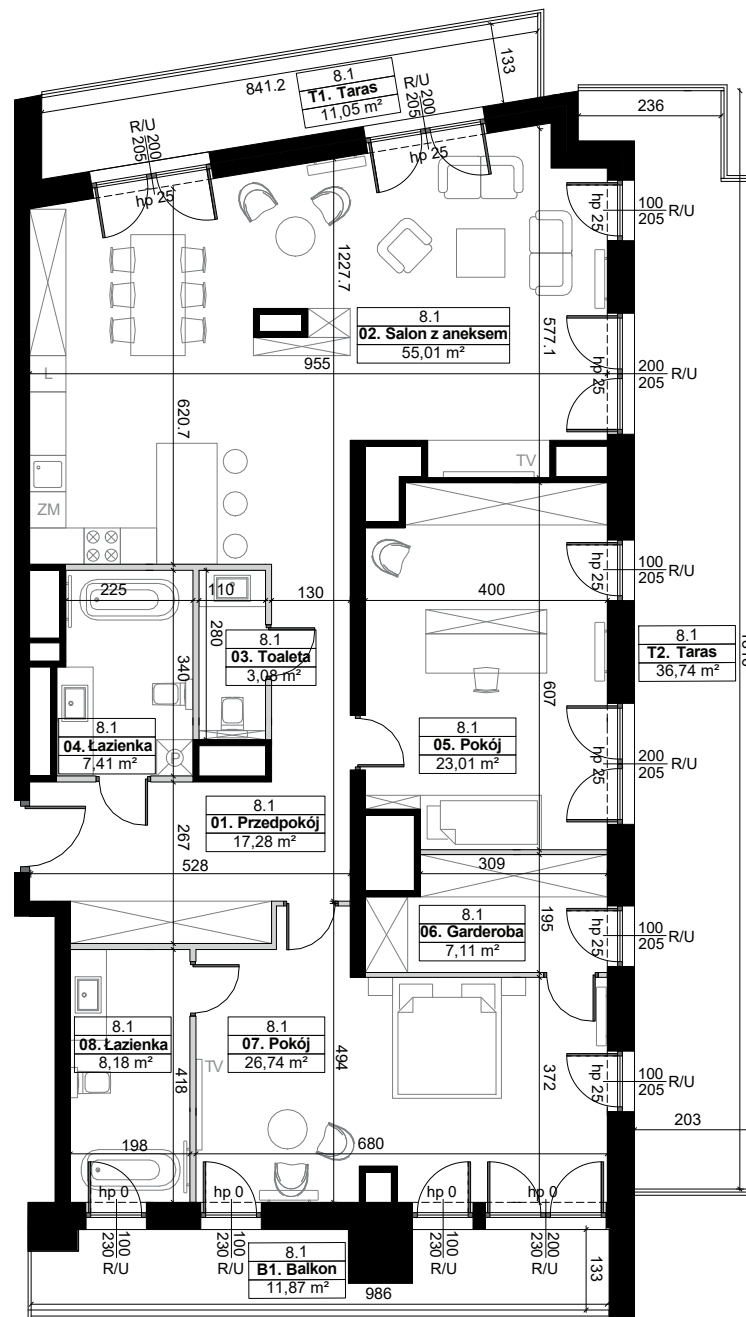 841.2
8.1
T1. Taras
11,05 m²
133
R/U
200
205
hp 25
R/U
200
205
hp 25
236
100
205
R/U
hp 25
1227.7
8.1
02. Salon z aneksem
55,01 m²
577.1
955
620.7
200
205
R/U
hp 25
L
ZM
TV
225
110
130
400
100
205
R/U
hp 25
280
340
8.1
03. Toaleta
3,08 m²
8.1
T2. Taras
36,74 m²
607
8.1
04. Łazienka
7,41 m²
P
8.1
05. Pokój
23,01 m²
200
205
R/U
hp 25
8.1
01. Przedpokój
17,28 m²
267
528
309
8.1
06. Garderoba
7,11 m²
195
100
205
R/U
hp 25
8.1
08. Łazienka
8,18 m²
418
TV
8.1
07. Pokój
26,74 m²
494
372
100
205
R/U
hp 25
203
198
680
hp 0
hp 0
hp 0
hp 0
100
230
R/U
100
230
R/U
100
230
R/U
200
230
R/U
8.1
B1. Balkon
11,87 m²
133
986